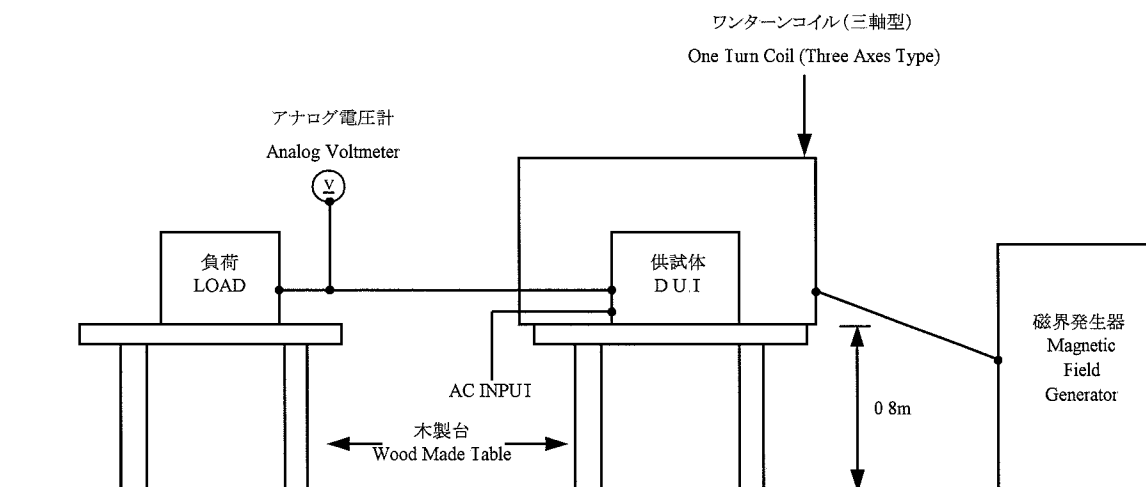 ワンターンコイル(三軸型)
One Turn Coil (Three Axes Type)
アナログ電圧計
Analog Voltmeter
V
負荷
LOAD
供試体
D U.T
磁界発生器
Magnetic
Field
Generator
AC INPUT
0 8m
木製台
Wood Made Table